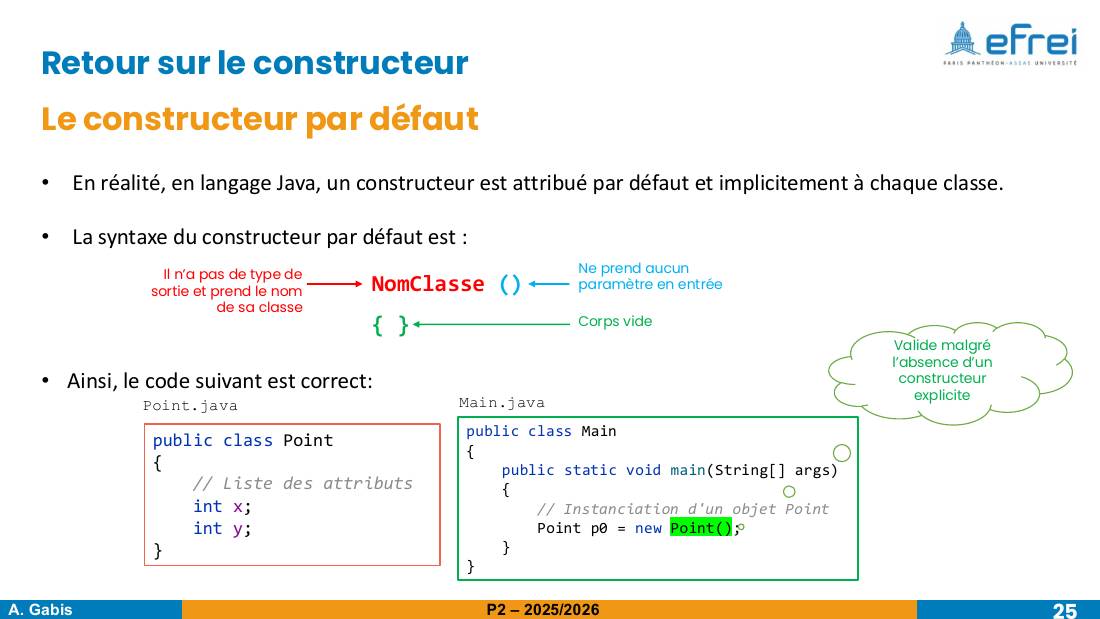 efrei
PARIS PANTHÉON-ASSAS UNIVERSITÉ
Retour sur le constructeur
Le constructeur par défaut
• En réalité, en langage Java, un constructeur est attribué par défaut et implicitement à chaque classe.
• La syntaxe du constructeur par défaut est :
Il n’a pas de type de
sortie et prend le nom
de sa classe
NomClasse ()
{ }
Ne prend aucun
paramètre en entrée
Corps vide
Valide malgré
l’absence d’un
constructeur
explicite
• Ainsi, le code suivant est correct:
Point.java
public class Point
{
// Liste des attributs
int x;
int y;
}
Main.java
public class Main
{
public static void main(String[] args)
{
// Instanciation d'un objet Point
Point p0 = new Point();
}
}
A. Gabis
P2 – 2025/2026
25